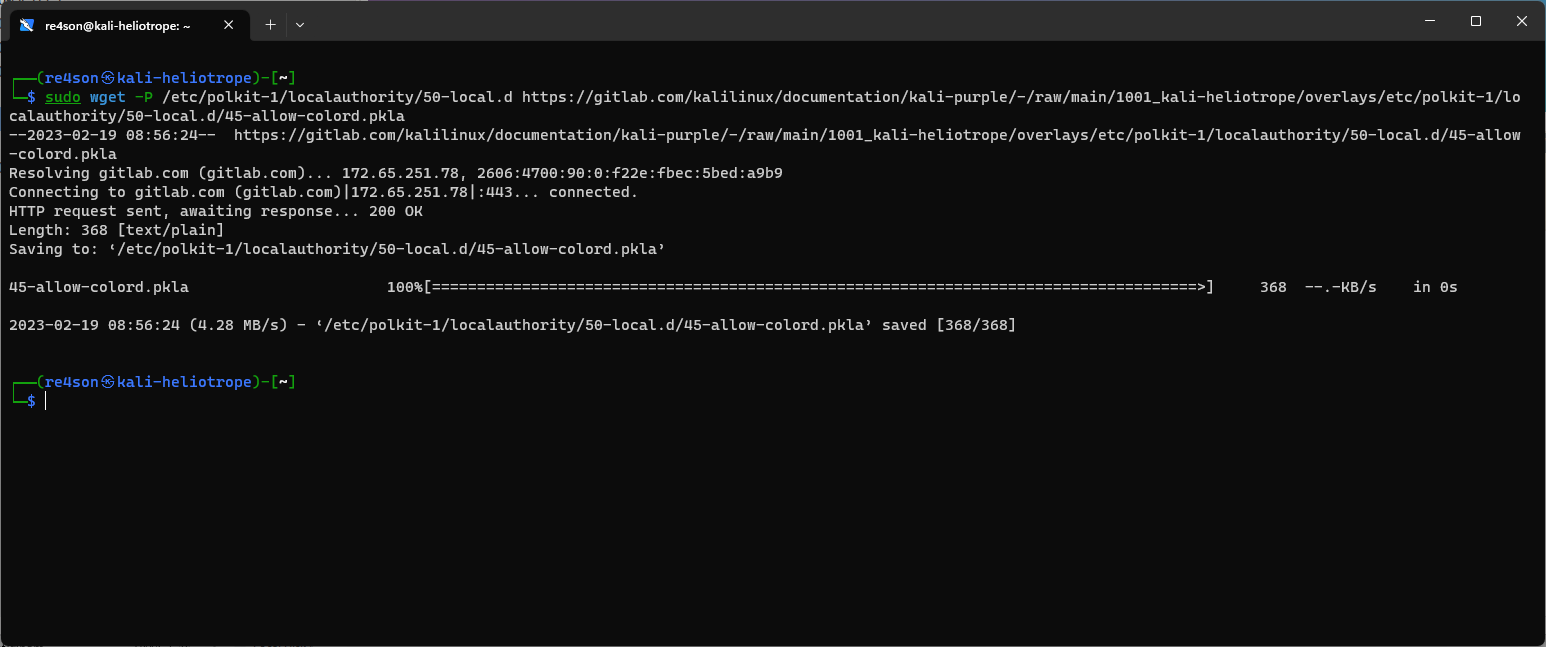 re4son@kali-heliotrope: ~
┌──(re4son㉿kali-heliotrope)-[~]
└─$ sudo wget -P /etc/polkit-1/localauthority/50-local.d https://gitlab.com/kalilinux/documentation/kali-purple/-/raw/main/1001_kali-heliotrope/overlays/etc/polkit-1/lo
calauthority/50-local.d/45-allow-colord.pkla
--2023-02-19 08:56:24--  https://gitlab.com/kalilinux/documentation/kali-purple/-/raw/main/1001_kali-heliotrope/overlays/etc/polkit-1/localauthority/50-local.d/45-allow
-colord.pkla
Resolving gitlab.com (gitlab.com)... 172.65.251.78, 2606:4700:90:0:f22e:fbec:5bed:a9b9
Connecting to gitlab.com (gitlab.com)|172.65.251.78|:443... connected.
HTTP request sent, awaiting response... 200 OK
Length: 368 [text/plain]
Saving to: ‘/etc/polkit-1/localauthority/50-local.d/45-allow-colord.pkla’
45-allow-colord.pkla                      100%[=====================================================================================>]     368  --.-KB/s    in 0s
2023-02-19 08:56:24 (4.28 MB/s) - ‘/etc/polkit-1/localauthority/50-local.d/45-allow-colord.pkla’ saved [368/368]
┌──(re4son㉿kali-heliotrope)-[~]
└─$